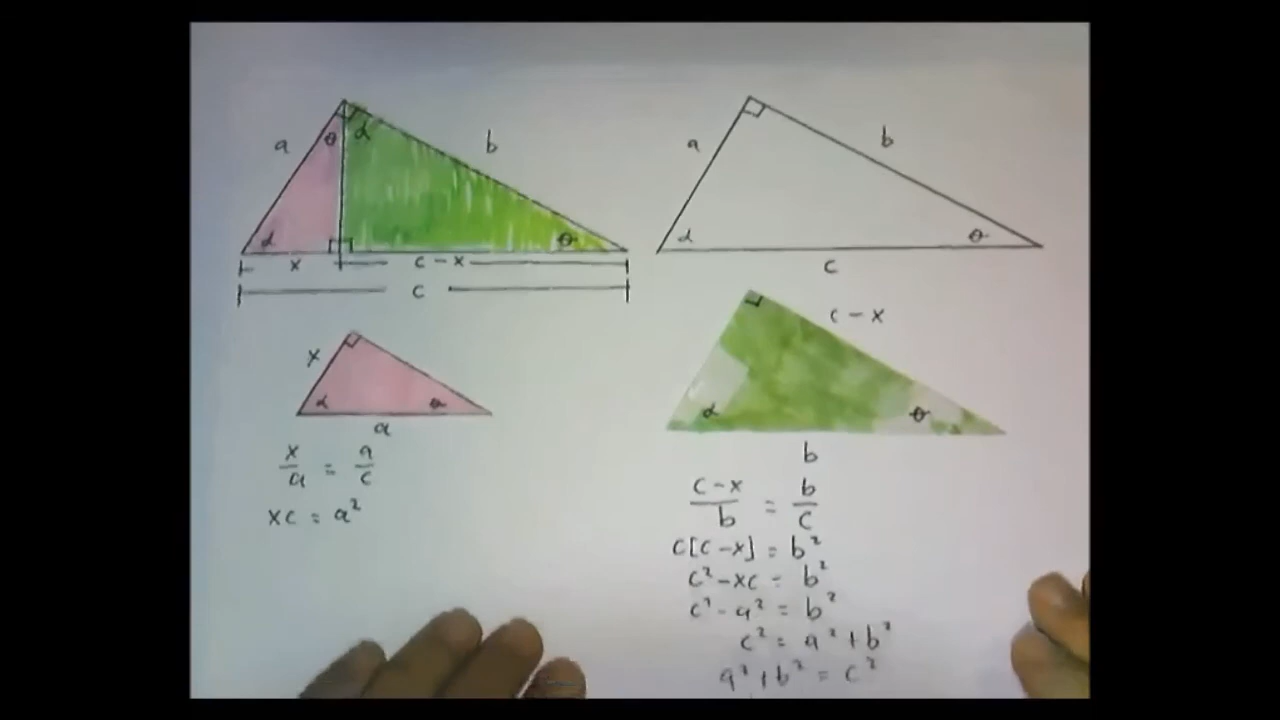 a θ α b
α θ
x c - x
c
a b
α θ
c
x
α θ
a
x/a = a/c
xc = a²
c - x
α θ
b
c - x/b = b/c
c[c - x] = b²
c² - xc = b²
c² - a² = b²
c² = a² + b²
a² + b² = c²